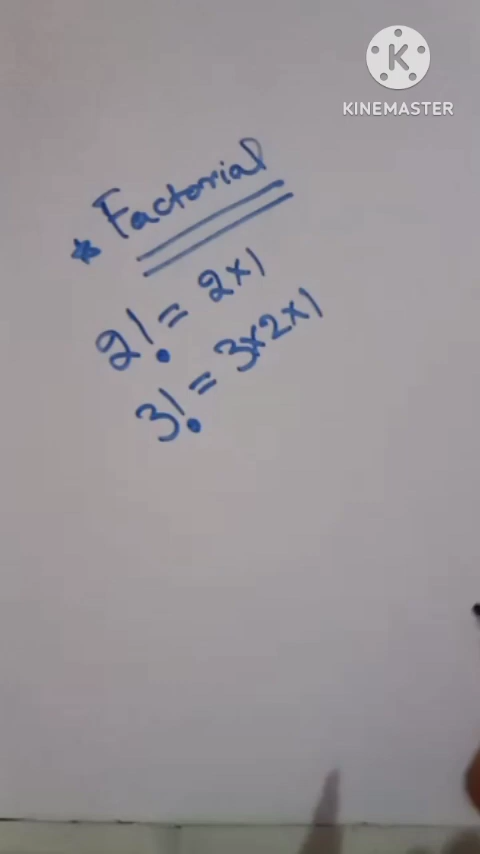 KINEMASTER
* Factorial
2! = 2×1
3! = 3×2×1